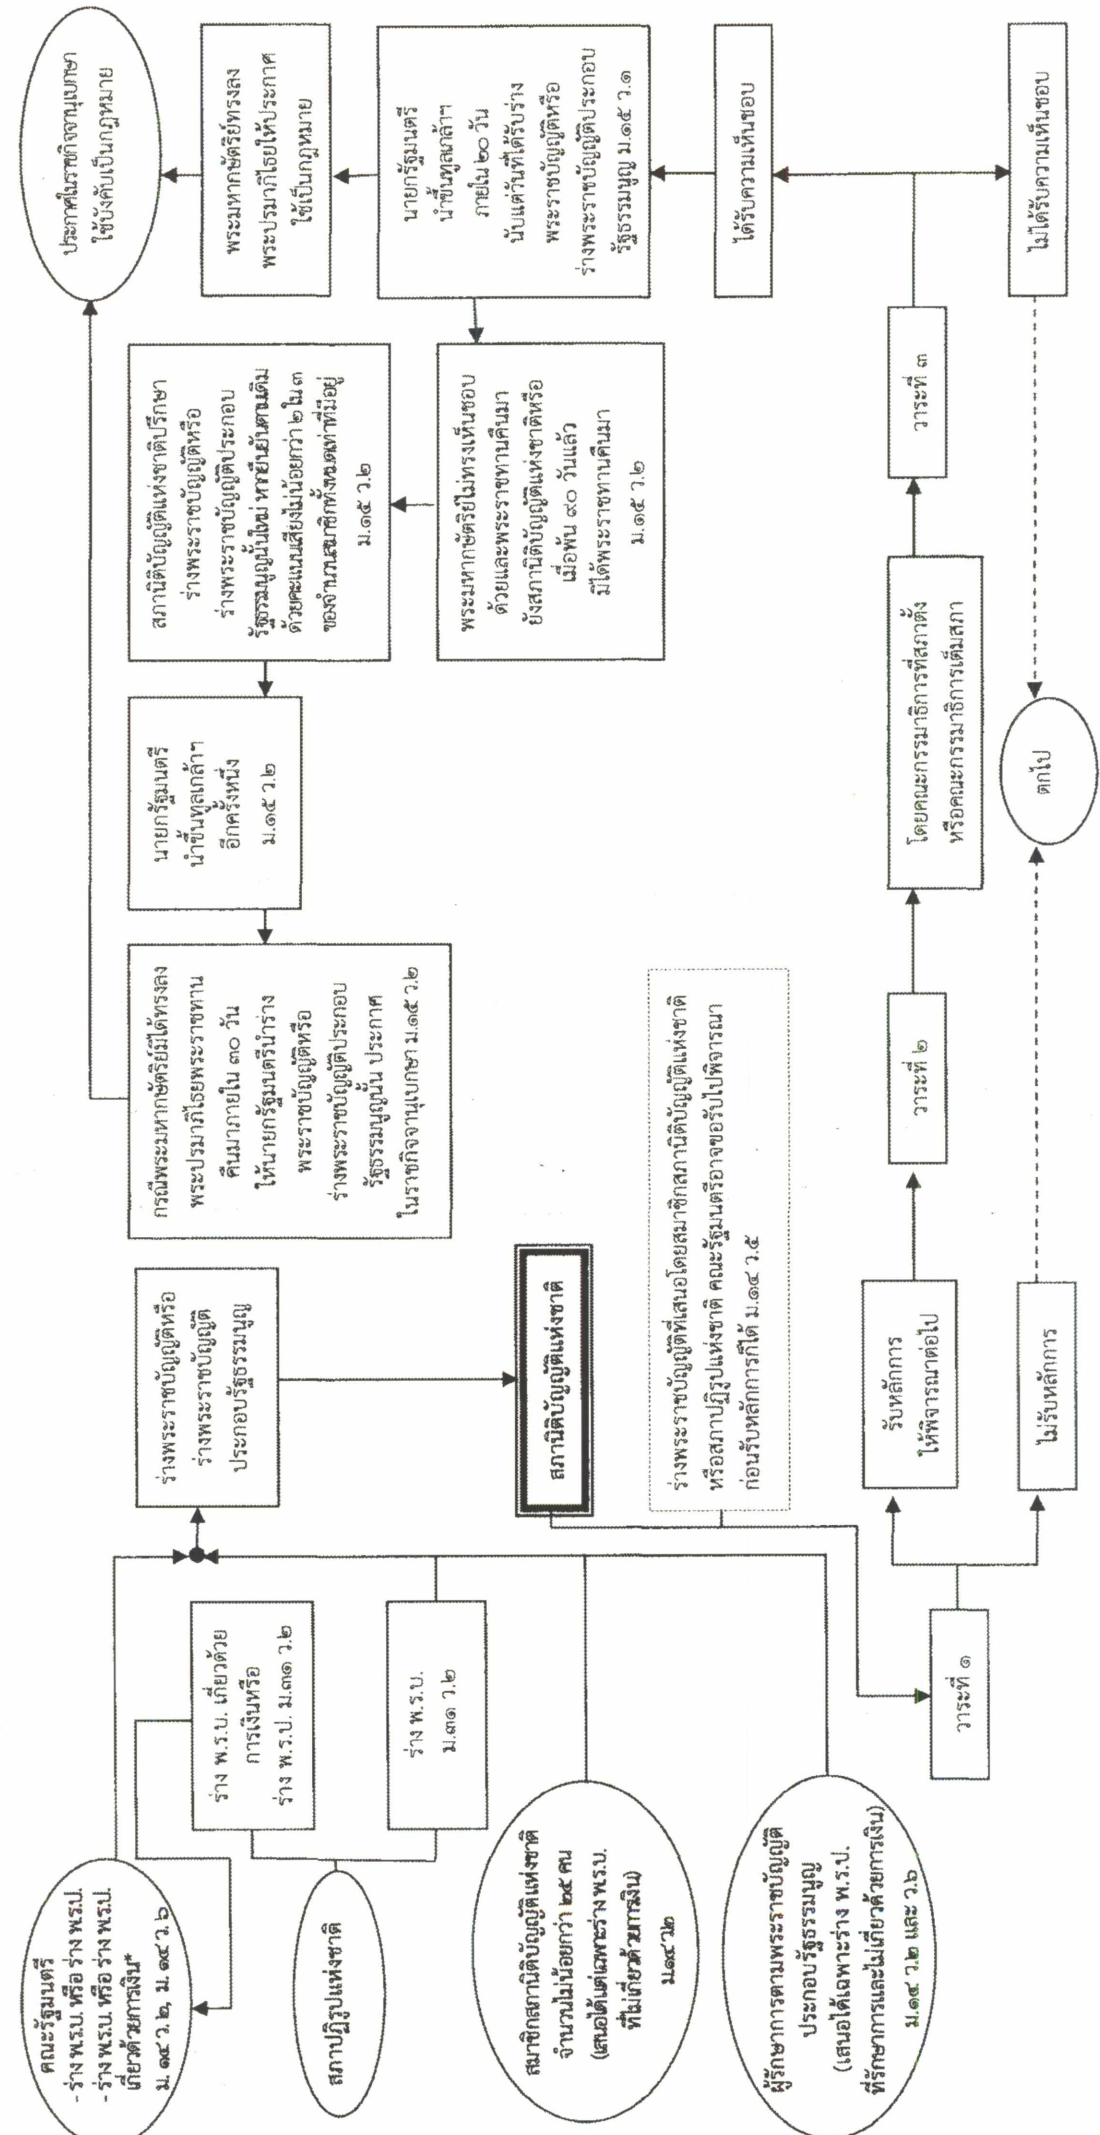 คณะรัฐมนตรี
- ร่าง พ.ร.บ. หรือ ร่าง พ.ร.ป.
- ร่าง พ.ร.บ. หรือ ร่าง พ.ร.ป.
เกี่ยวด้วยการเงิน*
ม. ๑๔ ว. ๒, ม. ๑๔ ว. ๖
สภาปฏิรูปแห่งชาติ
สมาชิกสภานิติบัญญัติแห่งชาติ
จำนวนไม่น้อยกว่า ๒๕ คน
(เสนอได้แต่เฉพาะร่าง พ.ร.บ.
ที่ไม่เกี่ยวด้วยการเงิน)
ม.๑๔ ว.๒
ผู้รักษาการตามพระราชบัญญัติ
ประกอบรัฐธรรมนูญ
(เสนอได้เฉพาะร่าง พ.ร.ป.
ที่รักษาการและไม่เกี่ยวด้วยการเงิน)
ม.๑๔ ว.๒ และ ว.๖
ร่าง พ.ร.บ. เกี่ยวด้วย
การเงินหรือ
ร่าง พ.ร.ป. ม.๓๑ ว.๒
ร่าง พ.ร.บ.
ม.๓๑ ว.๒
ร่างพระราชบัญญัติหรือ
ร่างพระราชบัญญัติ
ประกอบรัฐธรรมนูญ
สภานิติบัญญัติแห่งชาติ
ร่างพระราชบัญญัติที่เสนอโดยสมาชิกสภานิติบัญญัติแห่งชาติ
หรือสภาปฏิรูปแห่งชาติ คณะรัฐมนตรีอาจขอรับไปพิจารณา
ก่อนรับหลักการก็ได้ ม.๑๔ ว.๕
วาระที่ ๑
รับหลักการ
ให้พิจารณาต่อไป
ไม่รับหลักการ
วาระที่ ๒
โดยคณะกรรมาธิการที่สภาตั้ง
หรือคณะกรรมาธิการเต็มสภา
ตกไป
วาระที่ ๓
ได้รับความเห็นชอบ
ไม่ได้รับความเห็นชอบ
นายกรัฐมนตรี
นำขึ้นทูลเกล้าฯ
ภายใน ๒๐ วัน
นับแต่วันที่ได้รับร่าง
พระราชบัญญัติหรือ
ร่างพระราชบัญญัติประกอบ
รัฐธรรมนูญ ม.๑๕ ว.๑
พระมหากษัตริย์ทรงลง
พระปรมาภิไธยให้ประกาศ
ใช้เป็นกฎหมาย
ประกาศในราชกิจจานุเบกษา
ใช้บังคับเป็นกฎหมาย
พระมหากษัตริย์ไม่ทรงเห็นชอบ
ด้วยและพระราชทานคืนมา
ยังสภานิติบัญญัติแห่งชาติหรือ
เมื่อพ้น ๙๐ วันแล้ว
มิได้พระราชทานคืนมา
ม.๑๕ ว.๒
สภานิติบัญญัติแห่งชาติปรึกษา
ร่างพระราชบัญญัติหรือ
ร่างพระราชบัญญัติประกอบ
รัฐธรรมนูญนั้นใหม่ หากยืนยันตามเดิม
ด้วยคะแนนเสียงไม่น้อยกว่า ๒ ใน ๓
ของจำนวนสมาชิกทั้งหมดเท่าที่มีอยู่
ม.๑๕ ว.๒
นายกรัฐมนตรี
นำขึ้นทูลเกล้าฯ
อีกครั้งหนึ่ง
ม.๑๕ ว.๒
กรณีพระมหากษัตริย์มิได้ทรงลง
พระปรมาภิไธยพระราชทาน
คืนมาภายใน ๓๐ วัน
ให้นายกรัฐมนตรีนำร่าง
พระราชบัญญัติหรือ
ร่างพระราชบัญญัติประกอบ
รัฐธรรมนูญนั้น ประกาศ
ในราชกิจจานุเบกษา ม.๑๕ ว.๒